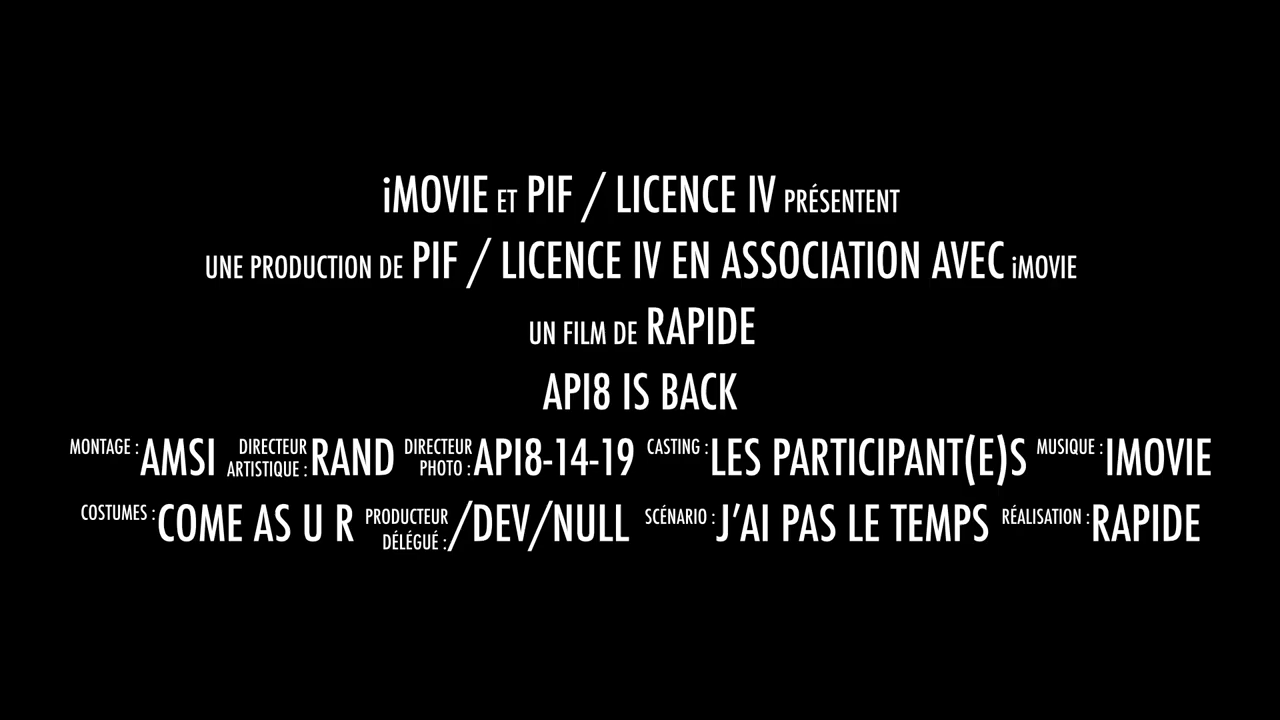 iMOVIE ET PIF / LICENCE IV PRÉSENTENT
UNE PRODUCTION DE PIF / LICENCE IV EN ASSOCIATION AVEC iMOVIE
UN FILM DE RAPIDE
API8 IS BACK
MONTAGE : AMSI DIRECTEUR ARTISTIQUE : RAND DIRECTEUR PHOTO : API8-14-19 CASTING : LES PARTICIPANT(E)S MUSIQUE : IMOVIE
COSTUMES : COME AS U R PRODUCTEUR DÉLÉGUÉ : /DEV/NULL SCÉNARIO : J’AI PAS LE TEMPS RÉALISATION : RAPIDE